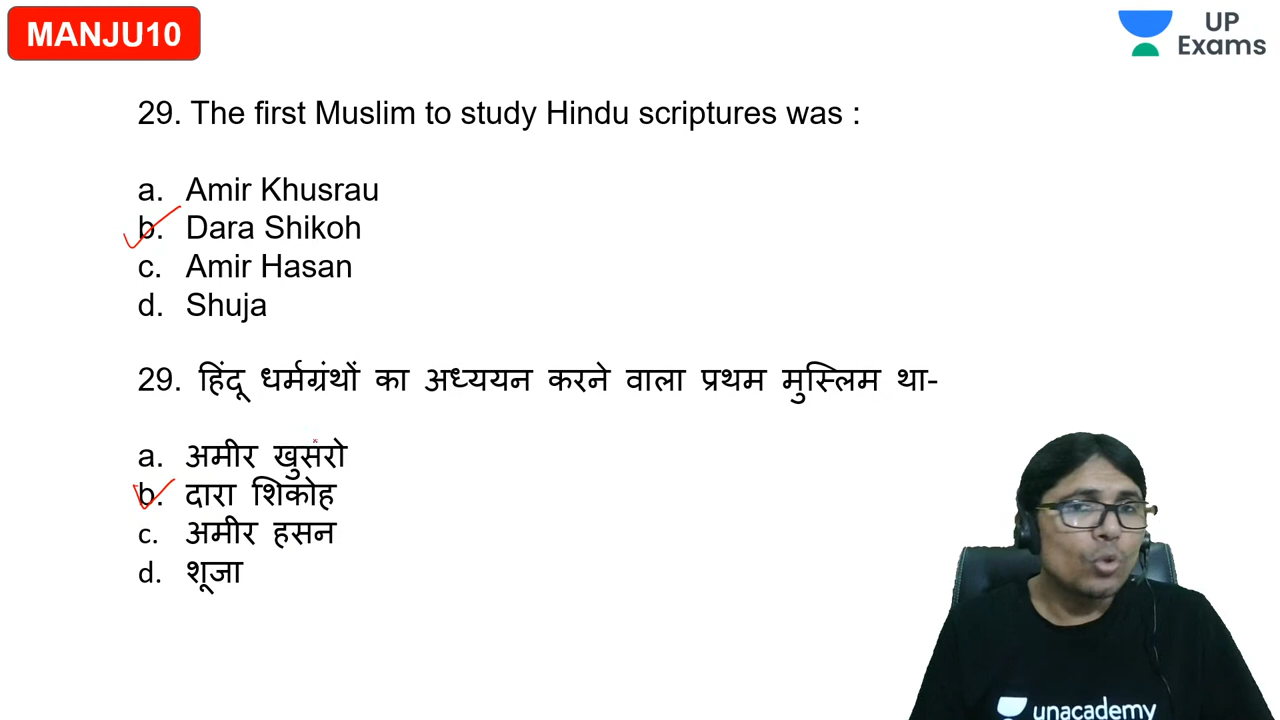 MANJU10
UP
Exams
29. The first Muslim to study Hindu scriptures was :
a. Amir Khusrau
b. Dara Shikoh
c. Amir Hasan
d. Shuja
29. हिंदू धर्मग्रंथों का अध्ययन करने वाला प्रथम मुस्लिम था-
a. अमीर खुसरो
b. दारा शिकोह
c. अमीर हसन
d. शूजा
unacademy